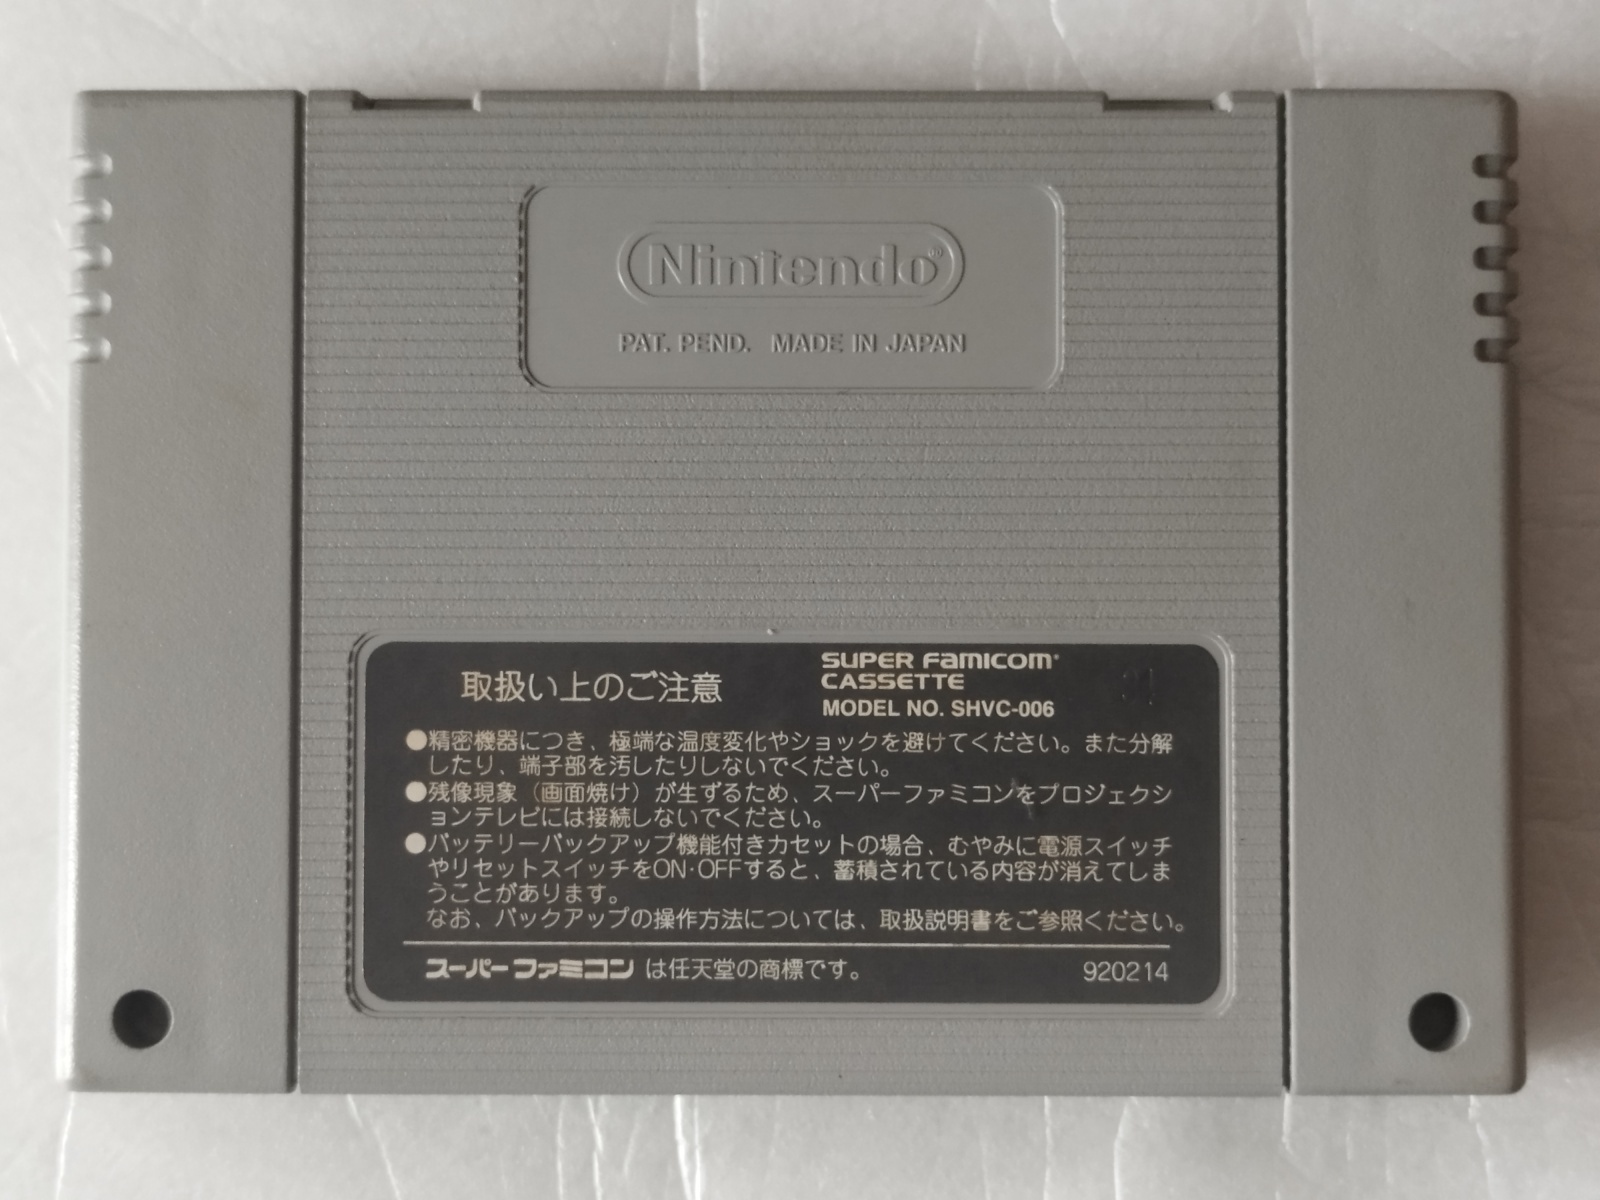 Nintendo®
PAT. PEND. MADE IN JAPAN
取扱い上のご注意
SUPER FAMICOM
CASSETTE
MODEL NO. SHVC-006
●精密機器につき、極端な温度変化やショックを避けてください。また分解
したり、端子部を汚したりしないでください。
●残像現象（画面焼け）が生ずるため、スーパーファミコンをプロジェクシ
ョンテレビには接続しないでください。
●バッテリーバックアップ機能付きカセットの場合、むやみに電源スイッチ
やリセットスイッチをON·OFFすると、蓄積されている内容が消えてしま
うことがあります。
なお、バックアップの操作方法については、取扱説明書をご参照ください。
スーパーファミコン は任天堂の商標です。
920214